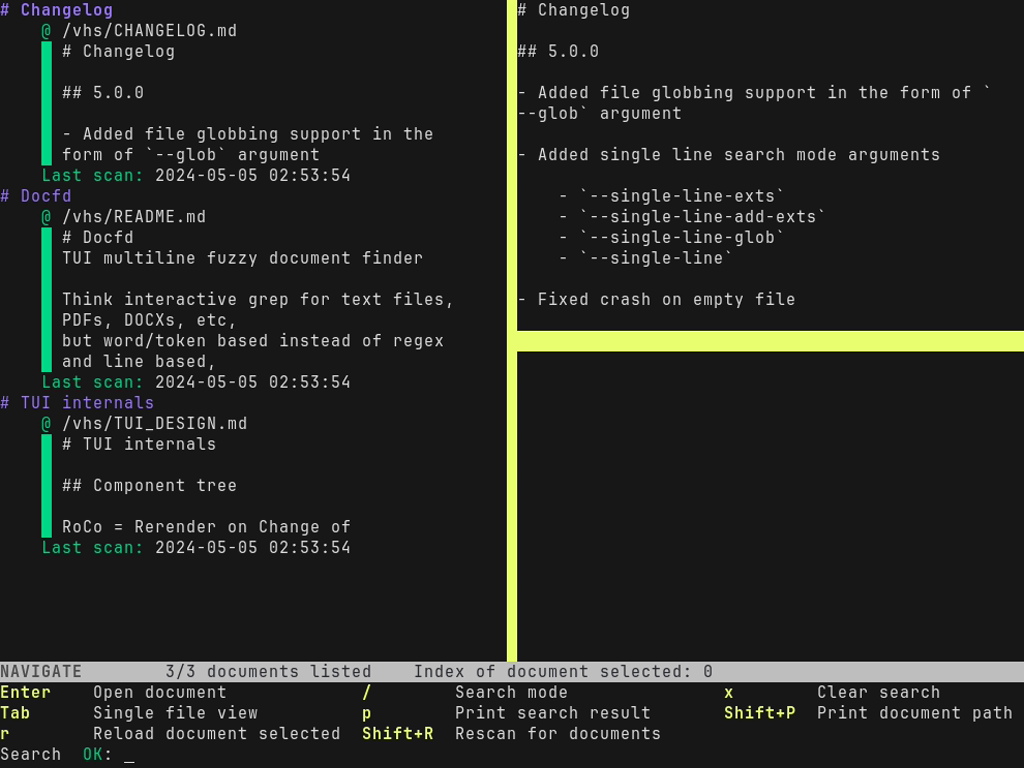 # Changelog
@ /vhs/CHANGELOG.md
# Changelog
## 5.0.0
- Added file globbing support in the
form of `--glob` argument
Last scan: 2024-05-05 02:53:54
# Docfd
@ /vhs/README.md
# Docfd
TUI multiline fuzzy document finder
Think interactive grep for text files,
PDFs, DOCXs, etc,
but word/token based instead of regex
and line based,
Last scan: 2024-05-05 02:53:54
# TUI internals
@ /vhs/TUI_DESIGN.md
# TUI internals
## Component tree
RoCo = Rerender on Change of
Last scan: 2024-05-05 02:53:54
# Changelog
## 5.0.0
- Added file globbing support in the form of `
--glob` argument
- Added single line search mode arguments
- `--single-line-exts`
- `--single-line-add-exts`
- `--single-line-glob`
- `--single-line`
- Fixed crash on empty file
NAVIGATE 3/3 documents listed Index of document selected: 0
Enter Open document / Search mode x Clear search
Tab Single file view p Print search result Shift+P Print document path
r Reload document selected Shift+R Rescan for documents
Search OK: _